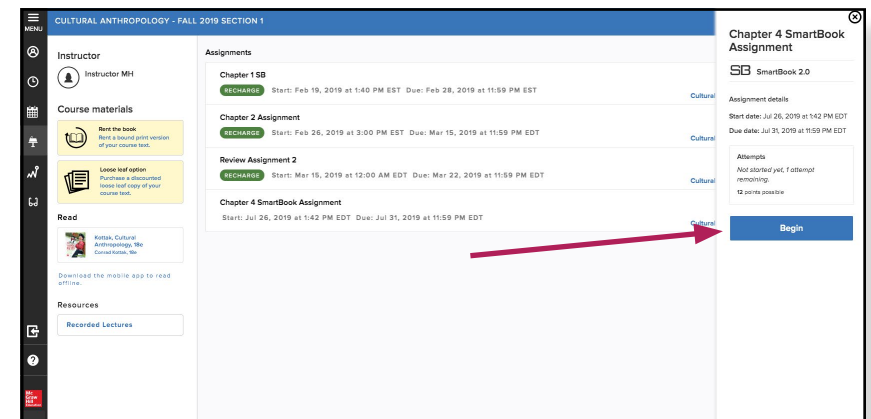 MENU
CULTURAL ANTHROPOLOGY - FALL 2019 SECTION 1
Instructor
Instructor MH
Course materials
Rent the book
Rent a bound print version
of your course text.
Loose leaf option
Purchase a discounted
loose leaf copy of your
course text.
Read
Kottak, Cultural
Anthropology, 18e
Conrad Kottak, 18e
Download the mobile app to read
offline.
Resources
Recorded Lectures
Mc
Graw
Hill
Education
Assignments
Chapter 1 SB
RECHARGE Start: Feb 19, 2019 at 1:40 PM EST Due: Feb 28, 2019 at 11:59 PM EST
Cultural
Chapter 2 Assignment
RECHARGE Start: Feb 26, 2019 at 3:00 PM EST Due: Mar 15, 2019 at 11:59 PM EDT
Cultural
Review Assignment 2
RECHARGE Start: Mar 15, 2019 at 12:00 AM EDT Due: Mar 22, 2019 at 11:59 PM EDT
Cultural
Chapter 4 SmartBook Assignment
Start: Jul 26, 2019 at 1:42 PM EDT Due: Jul 31, 2019 at 11:59 PM EDT
Cultural
Chapter 4 SmartBook
Assignment
SB SmartBook 2.0
Assignment details
Start date: Jul 26, 2019 at 1:42 PM EDT
Due date: Jul 31, 2019 at 11:59 PM EDT
Attempts
Not started yet, 1 attempt
remaining.
12 points possible
Begin